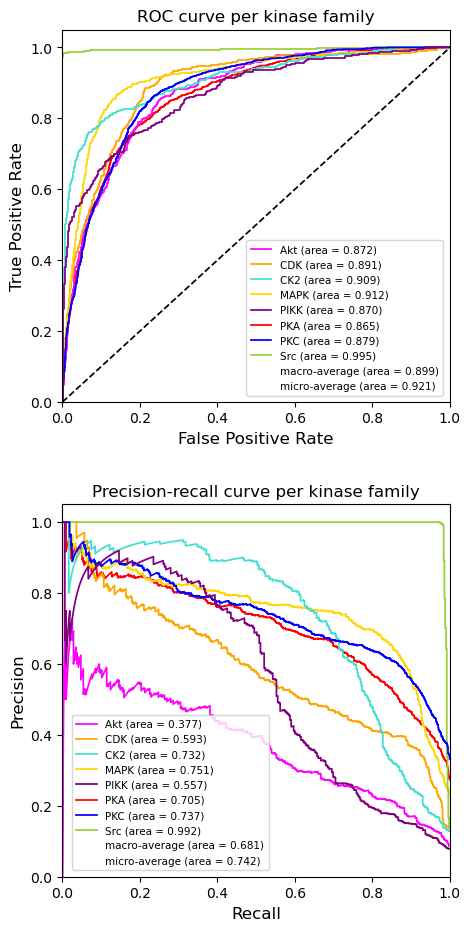 ROC curve per kinase family
1.0
0.8
0.6
0.4
0.2
0.0
True Positive Rate
Akt (area = 0.872)
CDK (area = 0.891)
CK2 (area = 0.909)
MAPK (area = 0.912)
PIKK (area = 0.870)
PKA (area = 0.865)
PKC (area = 0.879)
Src (area = 0.995)
macro-average (area = 0.899)
micro-average (area = 0.921)
0.0 0.2 0.4 0.6 0.8 1.0
False Positive Rate
Precision-recall curve per kinase family
1.0
0.8
0.6
0.4
0.2
0.0
Precision
Akt (area = 0.377)
CDK (area = 0.593)
CK2 (area = 0.732)
MAPK (area = 0.751)
PIKK (area = 0.557)
PKA (area = 0.705)
PKC (area = 0.737)
Src (area = 0.992)
macro-average (area = 0.681)
micro-average (area = 0.742)
0.0 0.2 0.4 0.6 0.8 1.0
Recall